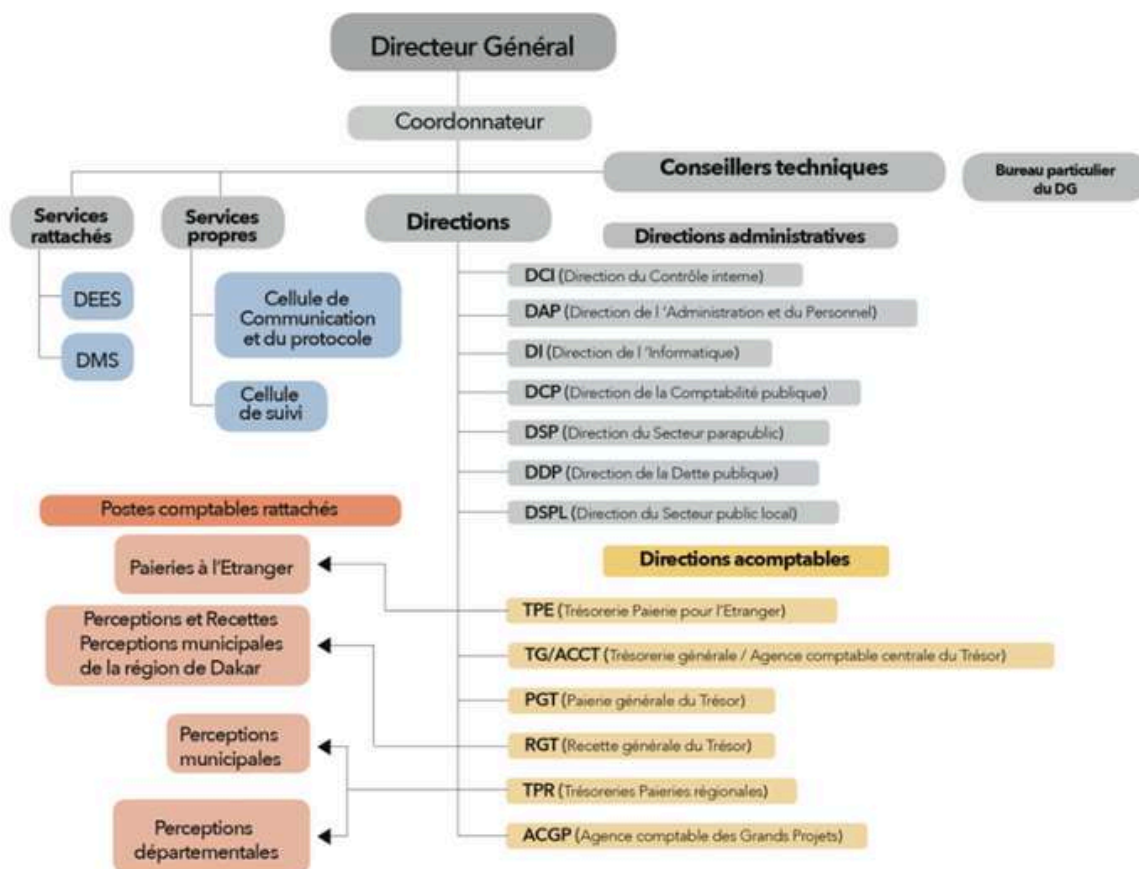 Directeur Général
Coordonnateur
Conseillers techniques
Bureau particulier
du DG
Services
rattachés
Services
propres
Directions
Directions administratives
DEES
DMS
Cellule de
Communication
et du protocole
Cellule
de suivi
DCI (Direction du Contrôle interne)
DAP (Direction de l 'Administration et du Personnel)
DI (Direction de l 'Informatique)
DCP (Direction de la Comptabilité publique)
DSP (Direction du Secteur parapublic)
DDP (Direction de la Dette publique)
DSPL (Direction du Secteur public local)
Postes comptables rattachés
Paieries à l'Etranger
Perceptions et Recettes
Perceptions municipales
de la région de Dakar
Perceptions
municipales
Perceptions
départementales
Directions acomptables
TPE (Trésorerie Paierie pour l'Etranger)
TG/ACCT (Trésorerie générale / Agence comptable centrale du Trésor)
PGT (Paierie générale du Trésor)
RGT (Recette générale du Trésor)
TPR (Trésoreries Paieries régionales)
ACGP (Agence comptable des Grands Projets)